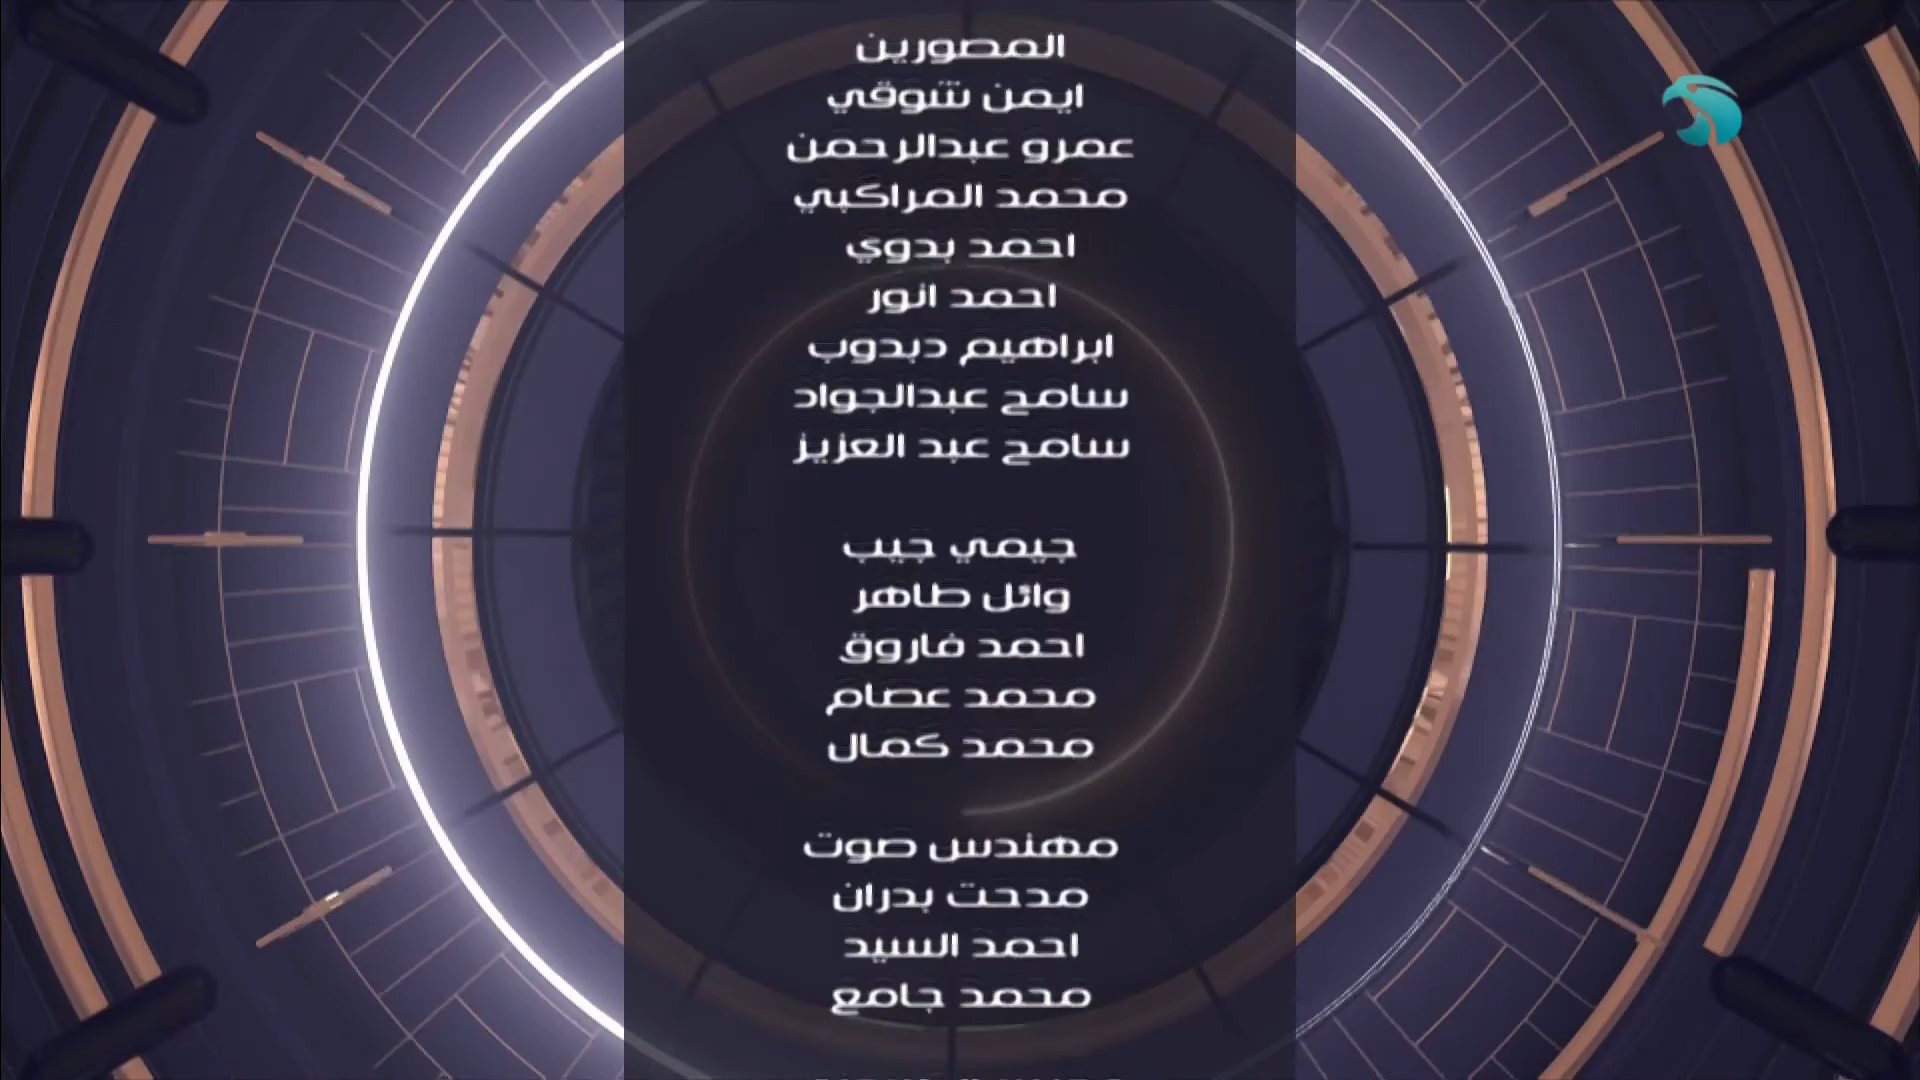 المصورين
ايمن شوقي
عمرو عبدالرحمن
محمد المراكبي
احمد بدوي
احمد انور
ابراهيم دبدوب
سامح عبدالجواد
سامح عبد العزيز
جيمي جيب
وائل طاهر
احمد فاروق
محمد عصام
محمد كمال
مهندس صوت
مدحت بدران
احمد السيد
محمد جامع